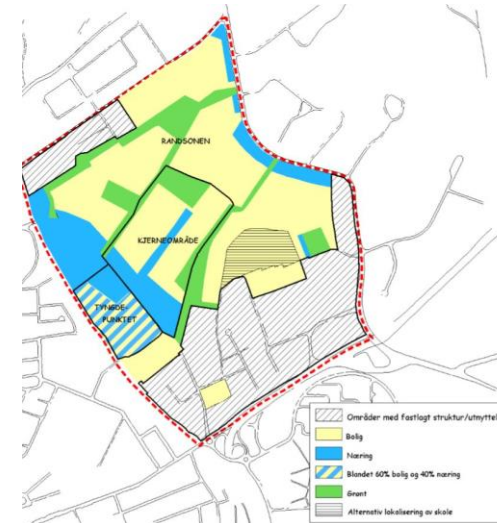 RANDSONEN
KJERNEOMRÅDE
TYNGDE-
PUNKTET
Områder med fastlagt struktur/utnyttel
Bolig
Næring
Blandet 60% bolig og 40% næring
Grønt
Alternativ lokalisering av skole